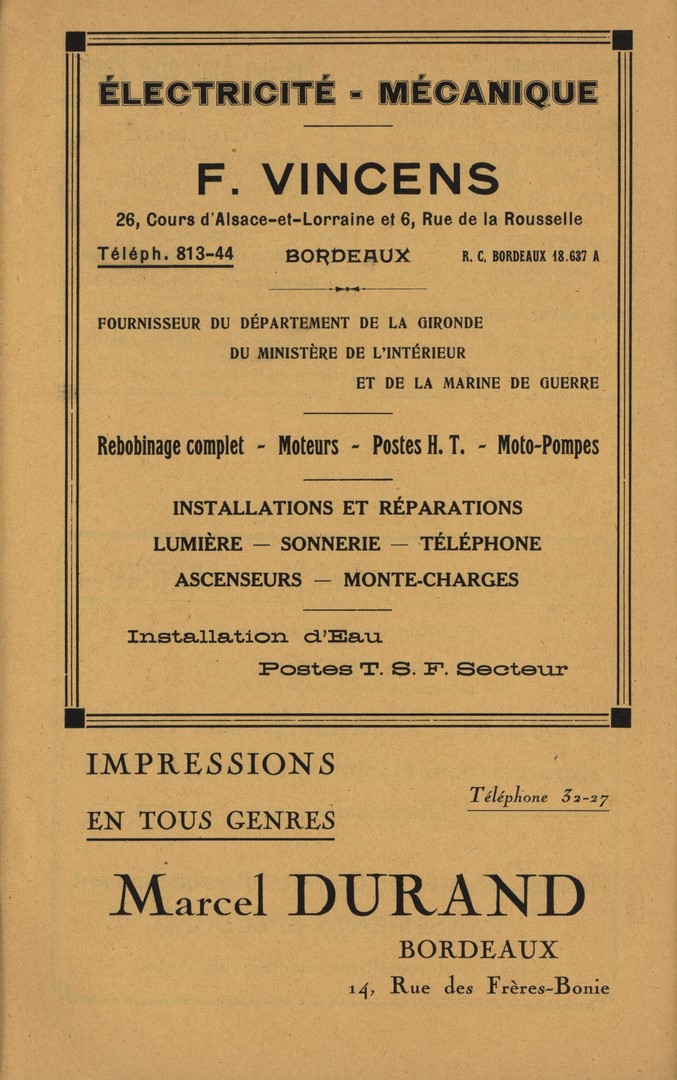 ÉLECTRICITÉ - MÉCANIQUE
F. VINCENS
26, Cours d'Alsace-et-Lorraine et 6, Rue de la Rousselle
Téléph. 813-44 BORDEAUX R. C. BORDEAUX 18.637 A
FOURNISSEUR DU DÉPARTEMENT DE LA GIRONDE
DU MINISTÈRE DE L'INTÉRIEUR
ET DE LA MARINE DE GUERRE
Rebobinage complet - Moteurs - Postes H. T. - Moto-Pompes
INSTALLATIONS ET RÉPARATIONS
LUMIÈRE — SONNERIE — TÉLÉPHONE
ASCENSEURS — MONTE-CHARGES
Installation d'Eau
Postes T. S. F. Secteur
IMPRESSIONS
EN TOUS GENRES
Téléphone 32-27
Marcel DURAND
BORDEAUX
14, Rue des Frères-Bonie